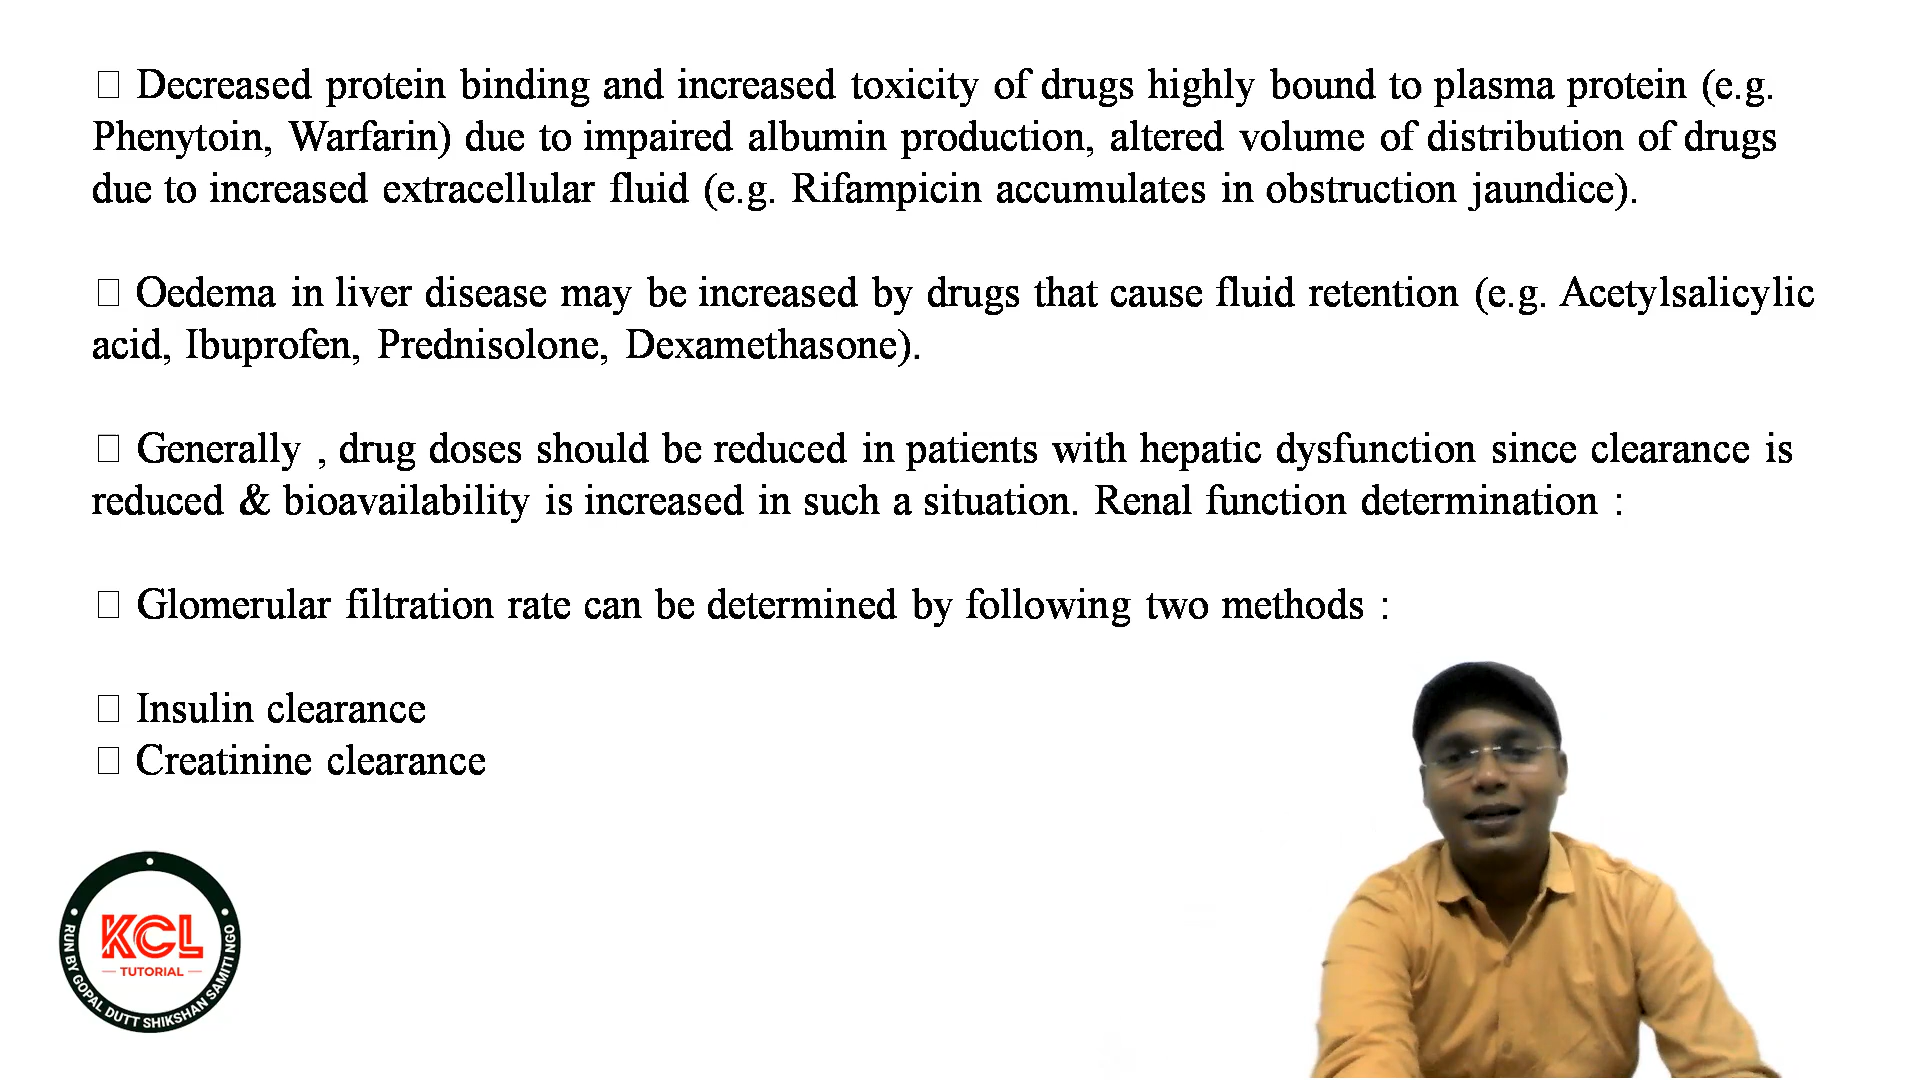 □ Decreased protein binding and increased toxicity of drugs highly bound to plasma protein (e.g.
Phenytoin, Warfarin) due to impaired albumin production, altered volume of distribution of drugs
due to increased extracellular fluid (e.g. Rifampicin accumulates in obstruction jaundice).
□ Oedema in liver disease may be increased by drugs that cause fluid retention (e.g. Acetylsalicylic
acid, Ibuprofen, Prednisolone, Dexamethasone).
□ Generally , drug doses should be reduced in patients with hepatic dysfunction since clearance is
reduced & bioavailability is increased in such a situation. Renal function determination :
□ Glomerular filtration rate can be determined by following two methods :
□ Insulin clearance
□ Creatinine clearance
KCL
TUTORIAL
RUN BY GOPAL DUTT SHIKSHAN SAMITI NGO